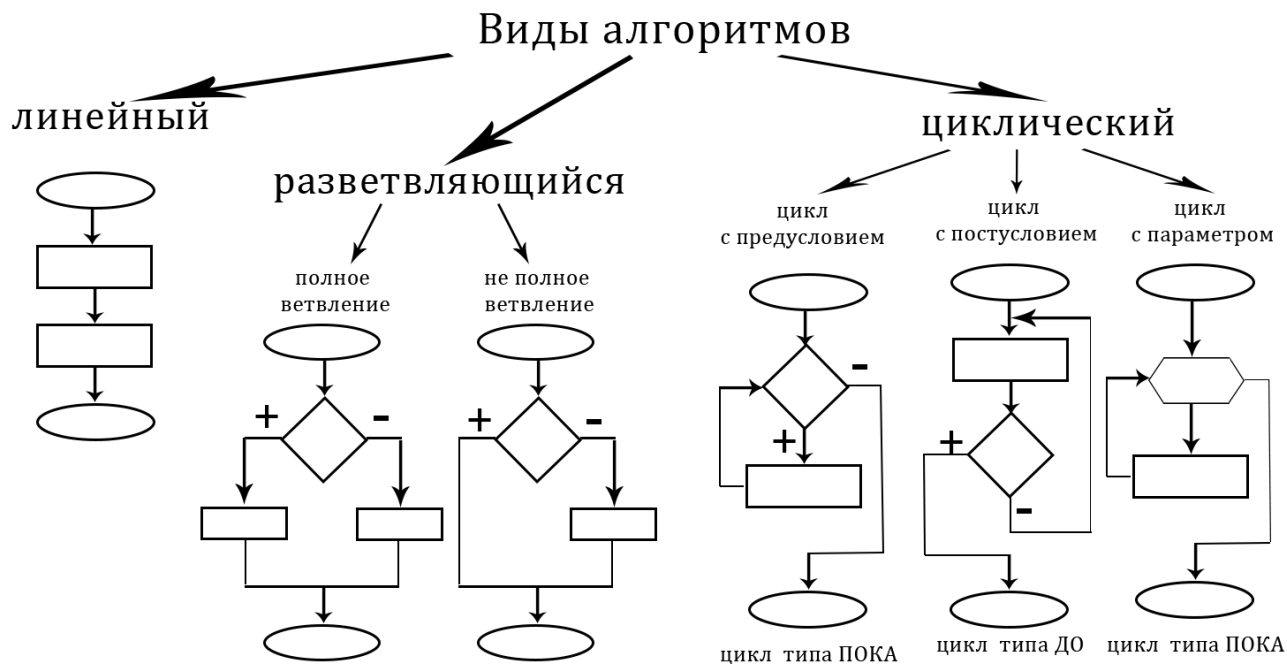 Виды алгоритмов
линейный
разветвляющийся
циклический
полное
ветвление
не полное
ветвление
цикл
с предусловием
цикл
с постусловием
цикл
с параметром
+
-
+
-
-
+
+
-
цикл типа ПОКА
цикл типа ДО
цикл типа ПОКА